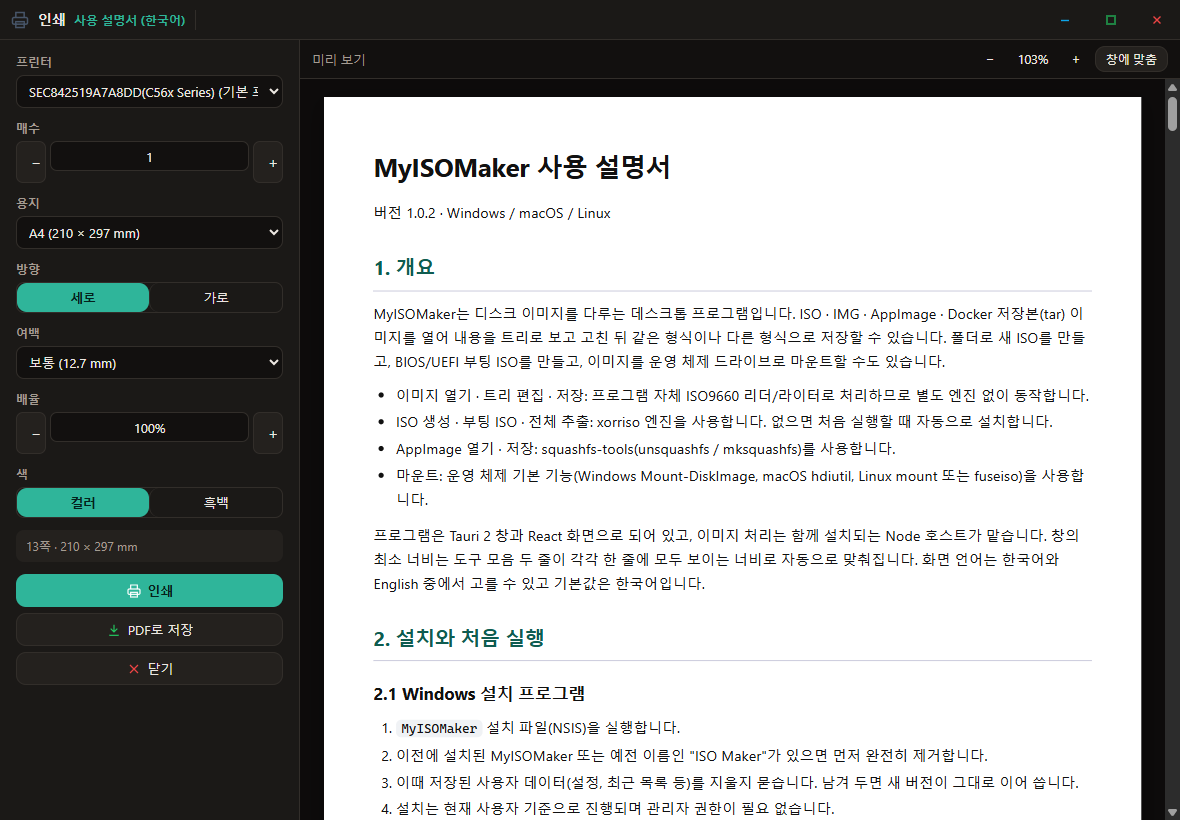 인쇄 사용 설명서 (한국어)
프린터
SEC842519A7A8DD(C56x Series) (기본 프
매수
− 1 +
용지
A4 (210 × 297 mm)
방향
세로 가로
여백
보통 (12.7 mm)
배율
− 100% +
색
컬러 흑백
13쪽 · 210 × 297 mm
인쇄
PDF로 저장
닫기
미리 보기 − 103% + 창에 맞춤
MyISOMaker 사용 설명서
버전 1.0.2 · Windows / macOS / Linux
1. 개요
MyISOMaker는 디스크 이미지를 다루는 데스크톱 프로그램입니다. ISO · IMG · AppImage · Docker 저장본(tar) 이
미지를 열어 내용을 트리로 보고 고친 뒤 같은 형식이나 다른 형식으로 저장할 수 있습니다. 폴더로 새 ISO를 만들
고, BIOS/UEFI 부팅 ISO를 만들고, 이미지를 운영 체제 드라이브로 마운트할 수도 있습니다.
• 이미지 열기 · 트리 편집 · 저장: 프로그램 자체 ISO9660 리더/라이터로 처리하므로 별도 엔진 없이 동작합니다.
• ISO 생성 · 부팅 ISO · 전체 추출: xorriso 엔진을 사용합니다. 없으면 처음 실행할 때 자동으로 설치합니다.
• AppImage 열기 · 저장: squashfs-tools(unsquashfs / mksquashfs)를 사용합니다.
• 마운트: 운영 체제 기본 기능(Windows Mount-DiskImage, macOS hdiutil, Linux mount 또는 fuseiso)을 사용합
니다.
프로그램은 Tauri 2 창과 React 화면으로 되어 있고, 이미지 처리는 함께 설치되는 Node 호스트가 맡습니다. 창의
최소 너비는 도구 모음 두 줄이 각각 한 줄에 모두 보이는 너비로 자동으로 맞춰집니다. 화면 언어는 한국어와
English 중에서 고를 수 있고 기본값은 한국어입니다.
2. 설치와 처음 실행
2.1 Windows 설치 프로그램
1. MyISOMaker 설치 파일(NSIS)을 실행합니다.
2. 이전에 설치된 MyISOMaker 또는 예전 이름인 "ISO Maker"가 있으면 먼저 완전히 제거합니다.
3. 이때 저장된 사용자 데이터(설정, 최근 목록 등)를 지울지 묻습니다. 남겨 두면 새 버전이 그대로 이어 씁니다.
4. 설치는 현재 사용자 기준으로 진행되며 관리자 권한이 필요 없습니다.